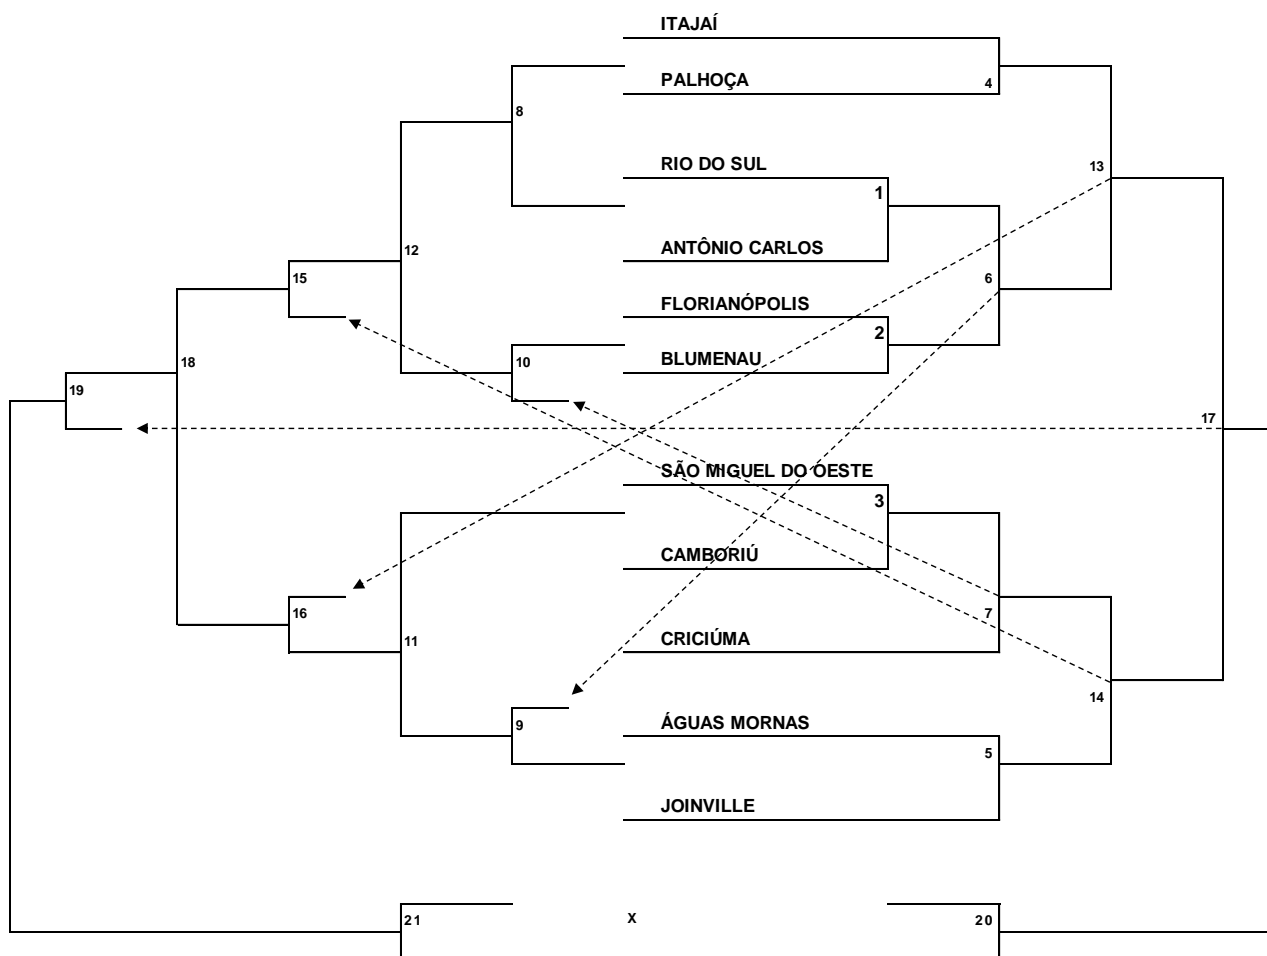 ITAJAÍ
PALHOÇA
4
8
RIO DO SUL
13
1
ANTÔNIO CARLOS
12
15
6
FLORIANÓPOLIS
2
BLUMENAU
10
18
19
17
SÃO MIGUEL DO OESTE
3
CAMBORIÚ
16
7
CRICIÚMA
11
14
ÁGUAS MORNAS
9
5
JOINVILLE
21
X
20